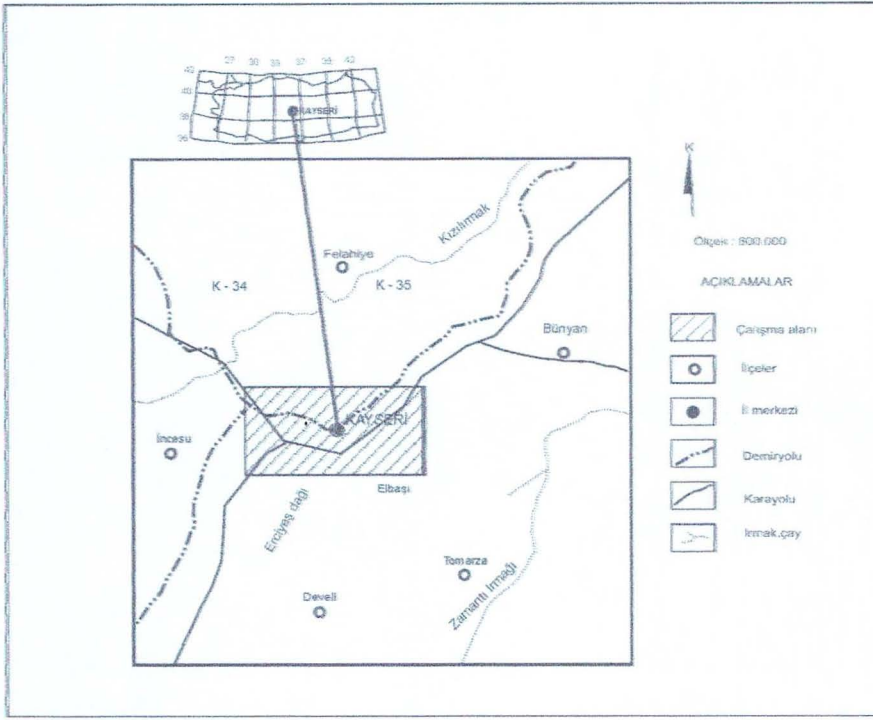 KAYSERİ
K
Kızılırmak
Felahiye
Ölçek : 800.000
K - 34
K - 35
AÇIKLAMALAR
Bünyan
Çalışma alanı
İlçeler
KAYSERİ
İl merkezi
İncesu
Demiryolu
Elbaşı
Karayolu
Erciyes dağı
Irmak,çay
Tomarza
Zamantı Irmağı
Develi